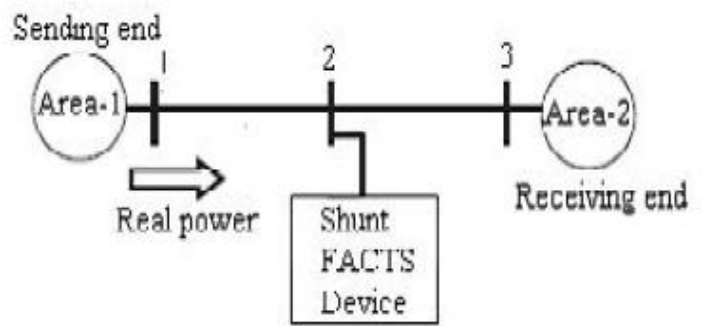 Sending end
1
2
3
Area-1
Area-2
Real power
Receiving end
Shunt
FACTS
Device